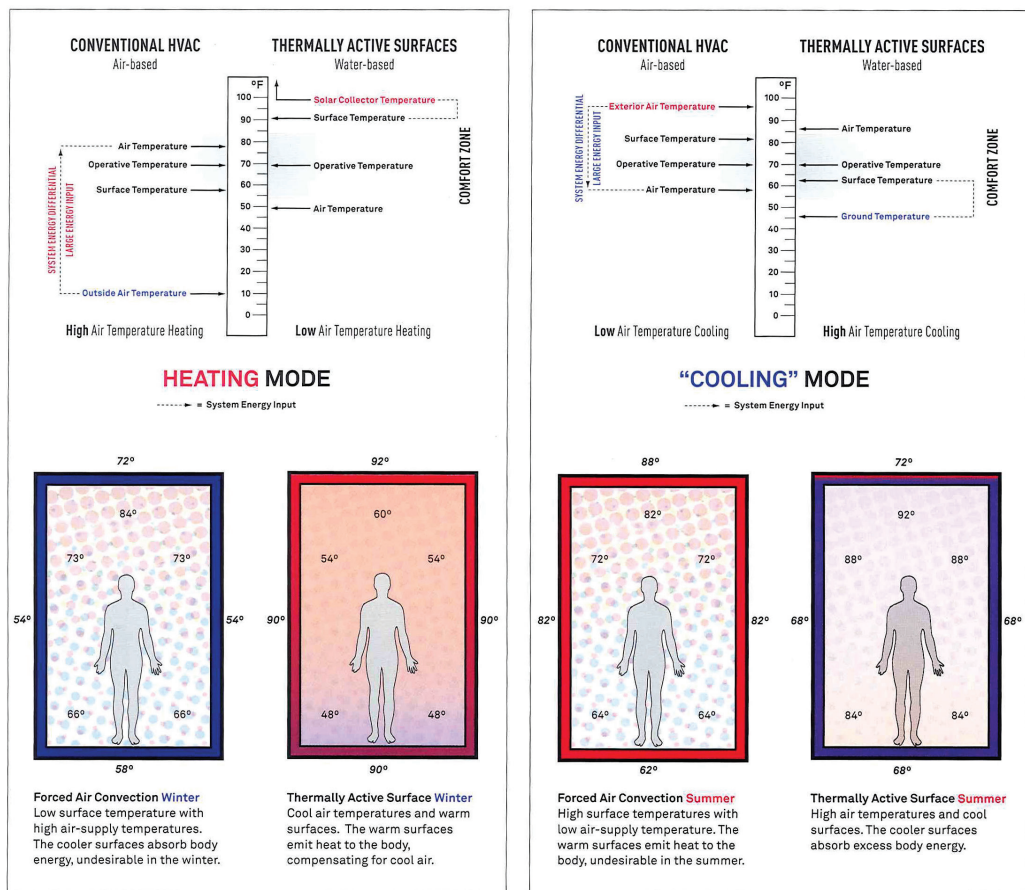 CONVENTIONAL HVAC
Air-based
THERMALLY ACTIVE SURFACES
Water-based
°F
100
90
80
70
60
50
40
30
20
10
0
Air Temperature
Operative Temperature
Surface Temperature
Outside Air Temperature
SYSTEM ENERGY DIFFERENTIAL
LARGE ENERGY INPUT
Solar Collector Temperature
Surface Temperature
Operative Temperature
Air Temperature
COMFORT ZONE
High Air Temperature Heating
Low Air Temperature Heating
HEATING MODE
= System Energy Input
72°
84°
73°
73°
54°
54°
66°
66°
58°
Forced Air Convection Winter
Low surface temperature with
high air-supply temperatures.
The cooler surfaces absorb body
energy, undesirable in the winter.
92°
60°
54°
54°
90°
90°
48°
48°
90°
Thermally Active Surface Winter
Cool air temperatures and warm
surfaces. The warm surfaces
emit heat to the body,
compensating for cool air.
CONVENTIONAL HVAC
Air-based
THERMALLY ACTIVE SURFACES
Water-based
°F
100
90
80
70
60
50
40
30
20
10
0
SYSTEM ENERGY DIFFERENTIAL
LARGE ENERGY INPUT
Exterior Air Temperature
Surface Temperature
Operative Temperature
Air Temperature
Air Temperature
Operative Temperature
Surface Temperature
Ground Temperature
COMFORT ZONE
Low Air Temperature Cooling
High Air Temperature Cooling
“COOLING” MODE
= System Energy Input
88°
82°
72°
72°
82°
82°
64°
64°
62°
Forced Air Convection Summer
High surface temperatures with
low air-supply temperature. The
warm surfaces emit heat to the
body, undesirable in the summer.
72°
92°
88°
88°
68°
68°
84°
84°
68°
Thermally Active Surface Summer
High air temperatures and cool
surfaces. The cooler surfaces
absorb excess body energy.